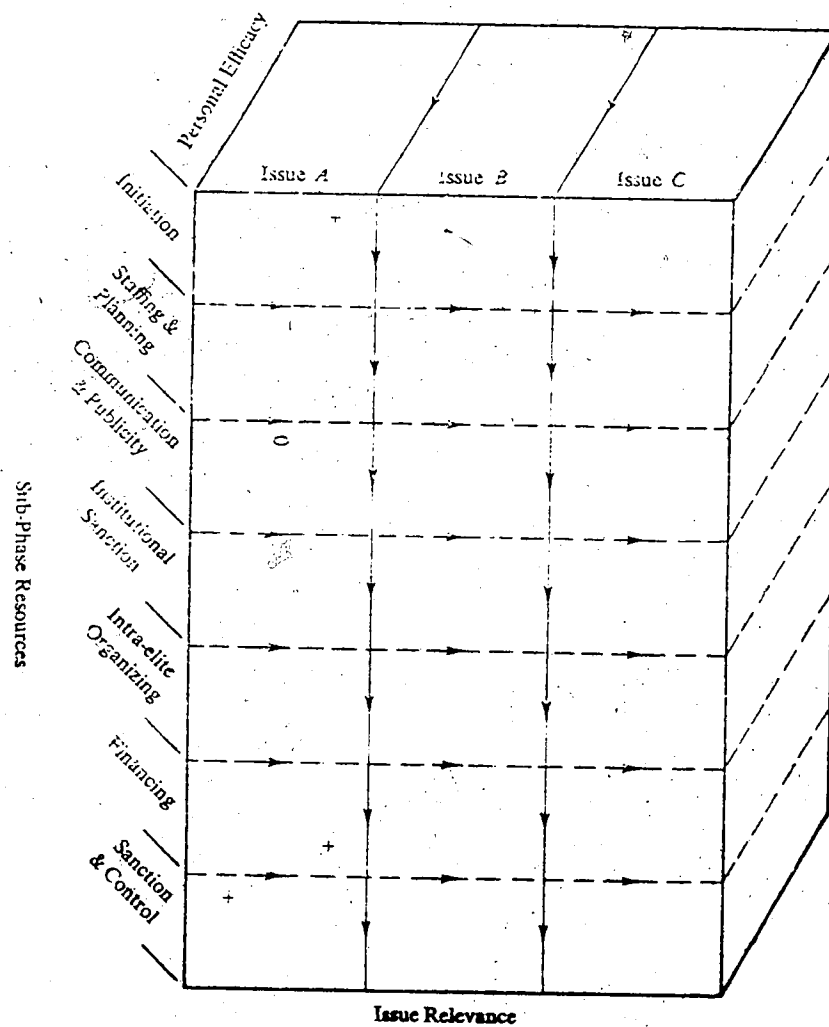 Personal Efficacy
Issue A
Issue B
Issue C
Initiation
Staffing &
Planning
Communication
& Publicity
Institutional
Sanction
Intra-elite
Organizing
Financing
Sanction
& Control
Sub-Phase Resources
Issue Relevance